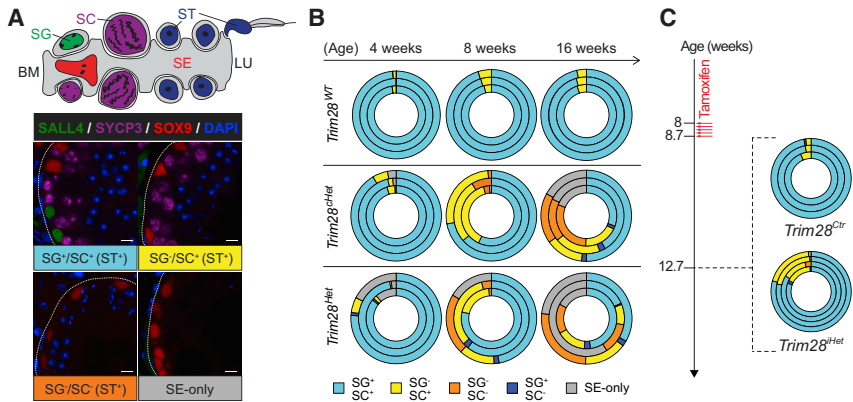 A
SG
SC
ST
BM
SE
LU
SALL4 / SYCP3 / SOX9 / DAPI
SG⁺/SC⁺ (ST⁺)
SG⁻/SC⁺ (ST⁺)
SG⁻/SC⁻ (ST⁺)
SE-only
B
(Age) 4 weeks 8 weeks 16 weeks
Trim28ᵂᵀ
Trim28ᶜᴴᵉᵗ
Trim28ᴴᵉᵗ
SG⁺ SG⁻ SG⁻ SG⁺ SE-only
SC⁺ SC⁺ SC⁻ SC⁻
C
Age (weeks)
Tamoxifen
8
8.7
12.7
Trim28ᶜᵗʳ
Trim28ⁱᴴᵉᵗ